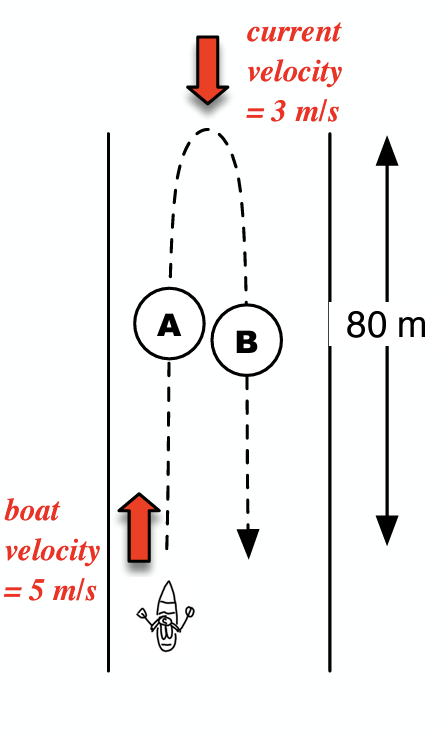 current
velocity
= 3 m/s
A
B
80 m
boat
velocity
= 5 m/s